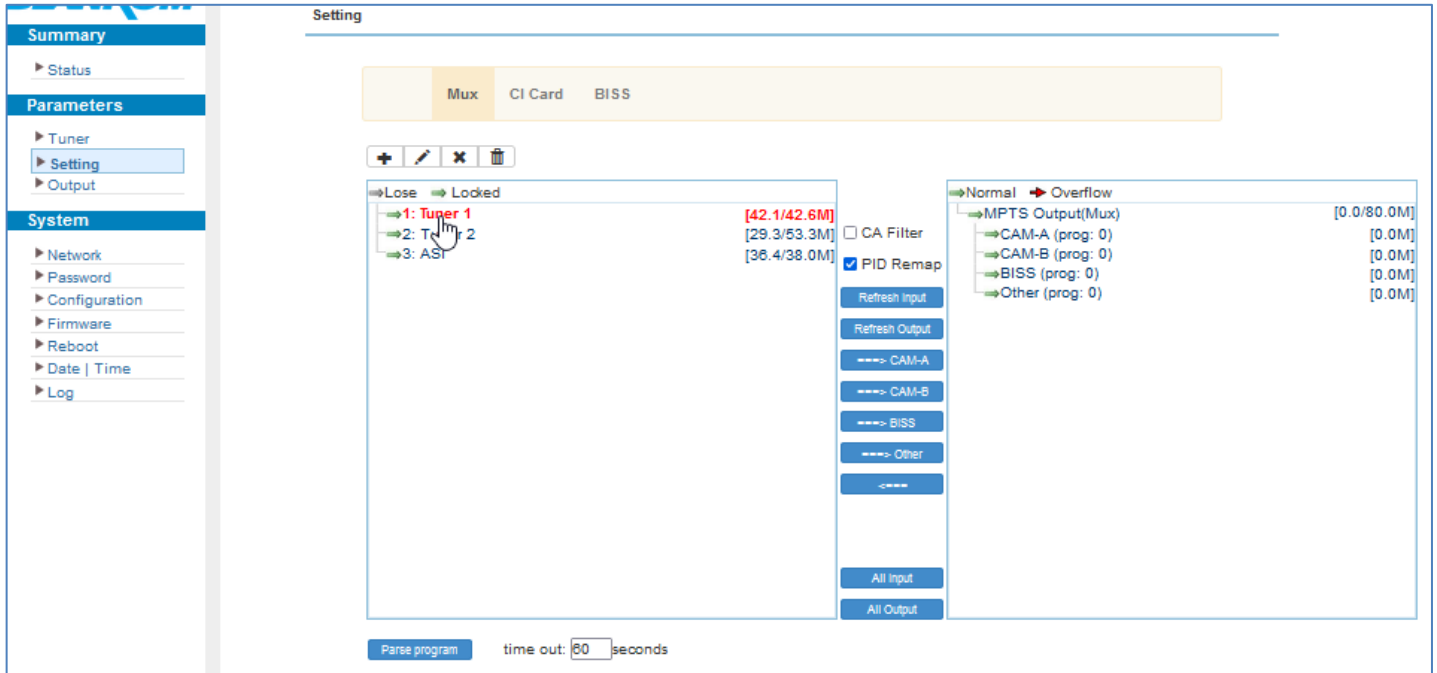 Setting
Summary
Status
Parameters
Tuner
Setting
Output
System
Network
Password
Configuration
Firmware
Reboot
Date | Time
Log
Mux CI Card BISS
Lose Locked
1: Tuner 1 [42.1/42.6M]
2: 2 [29.3/53.3M]
3: ASI [36.4/38.0M]
CA Filter
PID Remap
Refresh Input
Refresh Output
===> CAM-A
===> CAM-B
===> BISS
===> Other
<===
All Input
All Output
Normal Overflow
MPTS Output(Mux) [0.0/80.0M]
CAM-A (prog: 0) [0.0M]
CAM-B (prog: 0) [0.0M]
BISS (prog: 0) [0.0M]
Other (prog: 0) [0.0M]
Parse program time out: 60 seconds